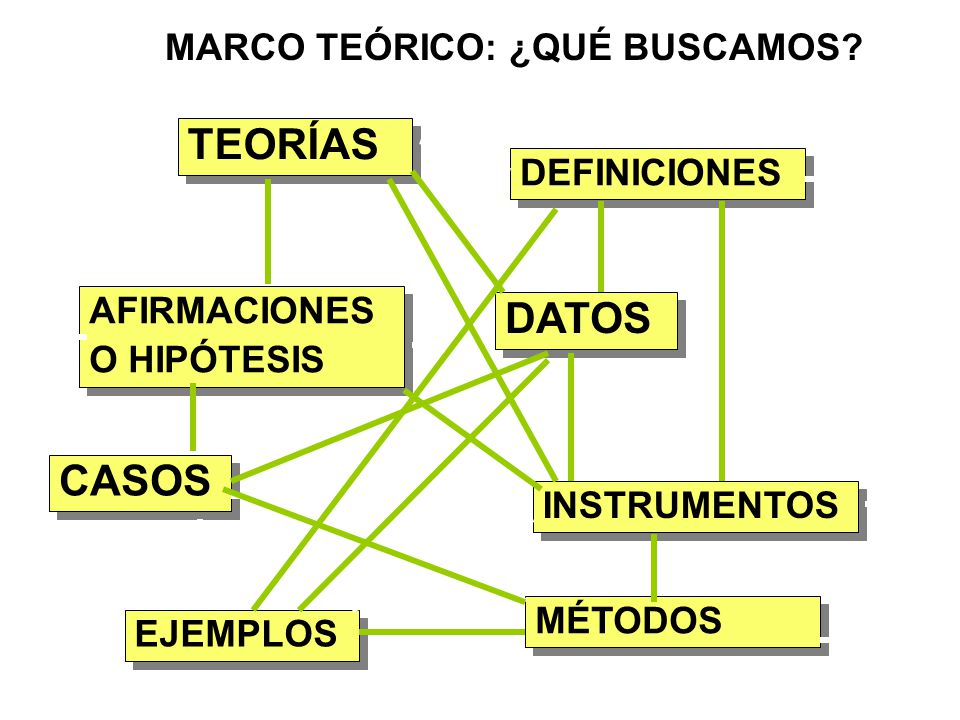 MARCO TEÓRICO: ¿QUÉ BUSCAMOS?
TEORÍAS
DEFINICIONES
AFIRMACIONES
O HIPÓTESIS
DATOS
CASOS
INSTRUMENTOS
EJEMPLOS
MÉTODOS